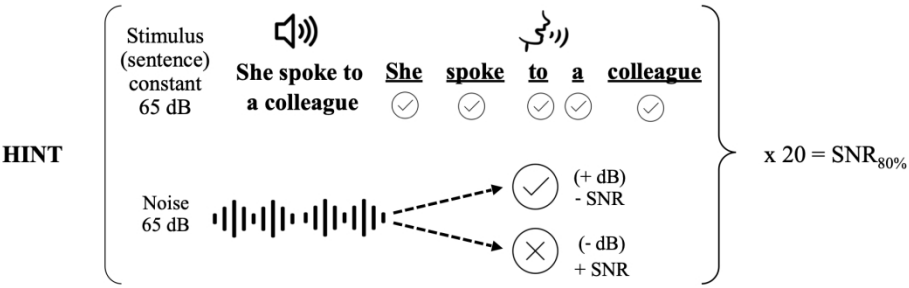 HINT
Stimulus
(sentence)
constant
65 dB
She spoke to
a colleague
She spoke to a colleague
Noise
65 dB
(+ dB)
- SNR
(- dB)
+ SNR
x 20 = SNR80%